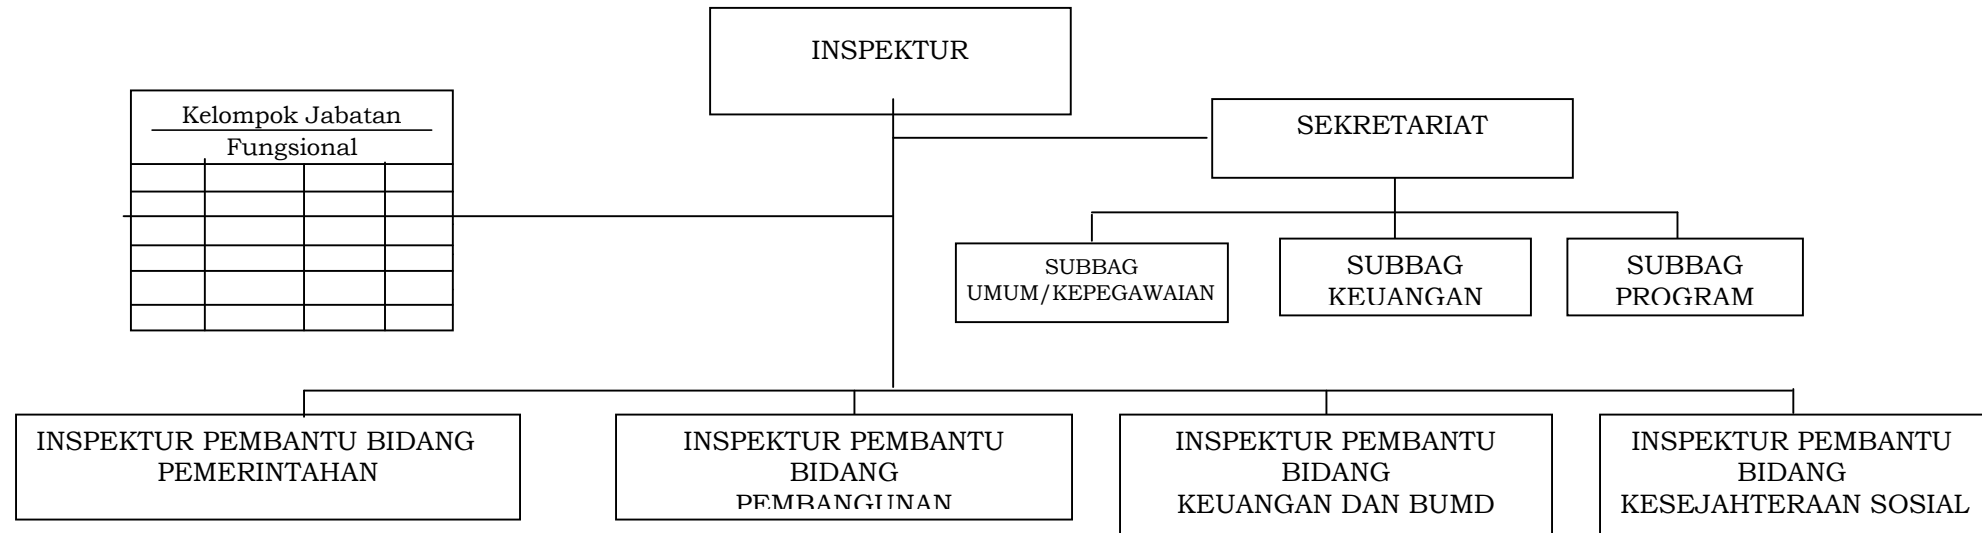 INSPEKTUR
Kelompok Jabatan
Fungsional
SEKRETARIAT
SUBBAG
UMUM/KEPEGAWAIAN
SUBBAG
KEUANGAN
SUBBAG
PROGRAM
INSPEKTUR PEMBANTU BIDANG
PEMERINTAHAN
INSPEKTUR PEMBANTU
BIDANG
PEMBANGUNAN
INSPEKTUR PEMBANTU
BIDANG
KEUANGAN DAN BUMD
INSPEKTUR PEMBANTU
BIDANG
KESEJAHTERAAN SOSIAL